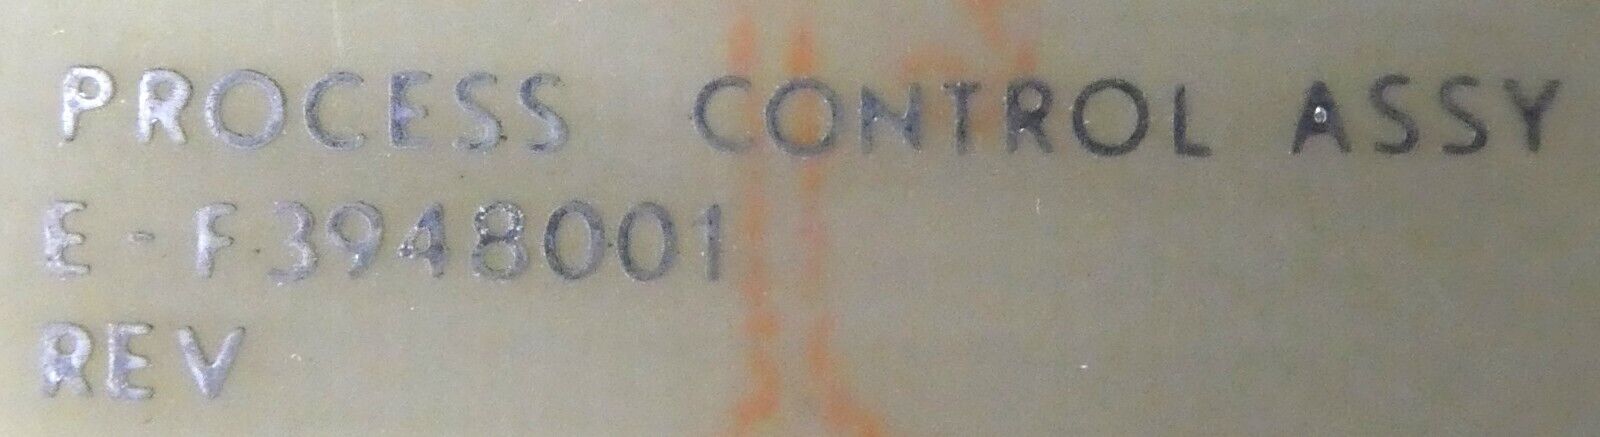 PROCESS CONTROL ASSY
E-F3948001
REV